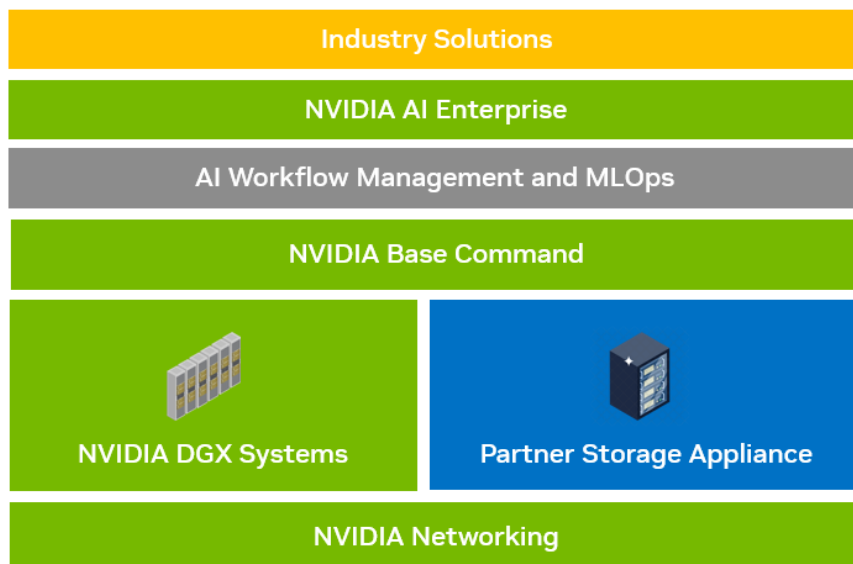 Industry Solutions
NVIDIA AI Enterprise
AI Workflow Management and MLOps
NVIDIA Base Command
NVIDIA DGX Systems
Partner Storage Appliance
NVIDIA Networking